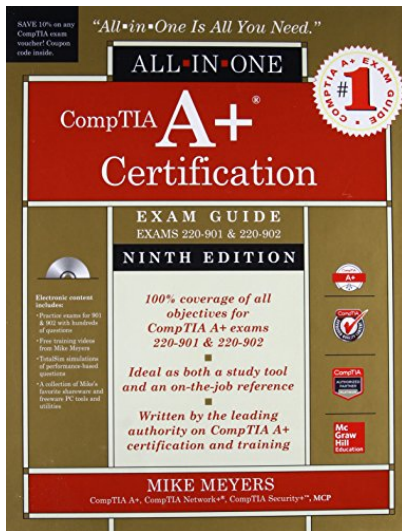 SAVE 10% on any
CompTIA exam
voucher! Coupon
code inside.
"All▪in▪One Is All You Need."
ALL▪IN▪ONE
CompTIA
A+®
Certification
#1
COMPTIA A+ EXAM GUIDE
EXAM GUIDE
EXAMS 220-901 & 220-902
NINTH EDITION
Electronic content
includes:
•Practice exams for 901
& 902 with hundreds
of questions
•Free training videos
from Mike Meyers
•TotalSim simulations
of performance-based
questions
•A collection of Mike's
favorite shareware and
freeware PC tools and
utilities
100% coverage of all
objectives for
CompTIA A+ exams
220-901 & 220-902
Ideal as both a study tool
and an on-the-job reference
Written by the leading
authority on CompTIA A+
certification and training
A+
CompTIA
CompTIA
AUTHORIZED
PARTNER
Mc
Graw
Hill
Education
MIKE MEYERS
CompTIA A+, CompTIA Network+®, CompTIA Security+™, MCP